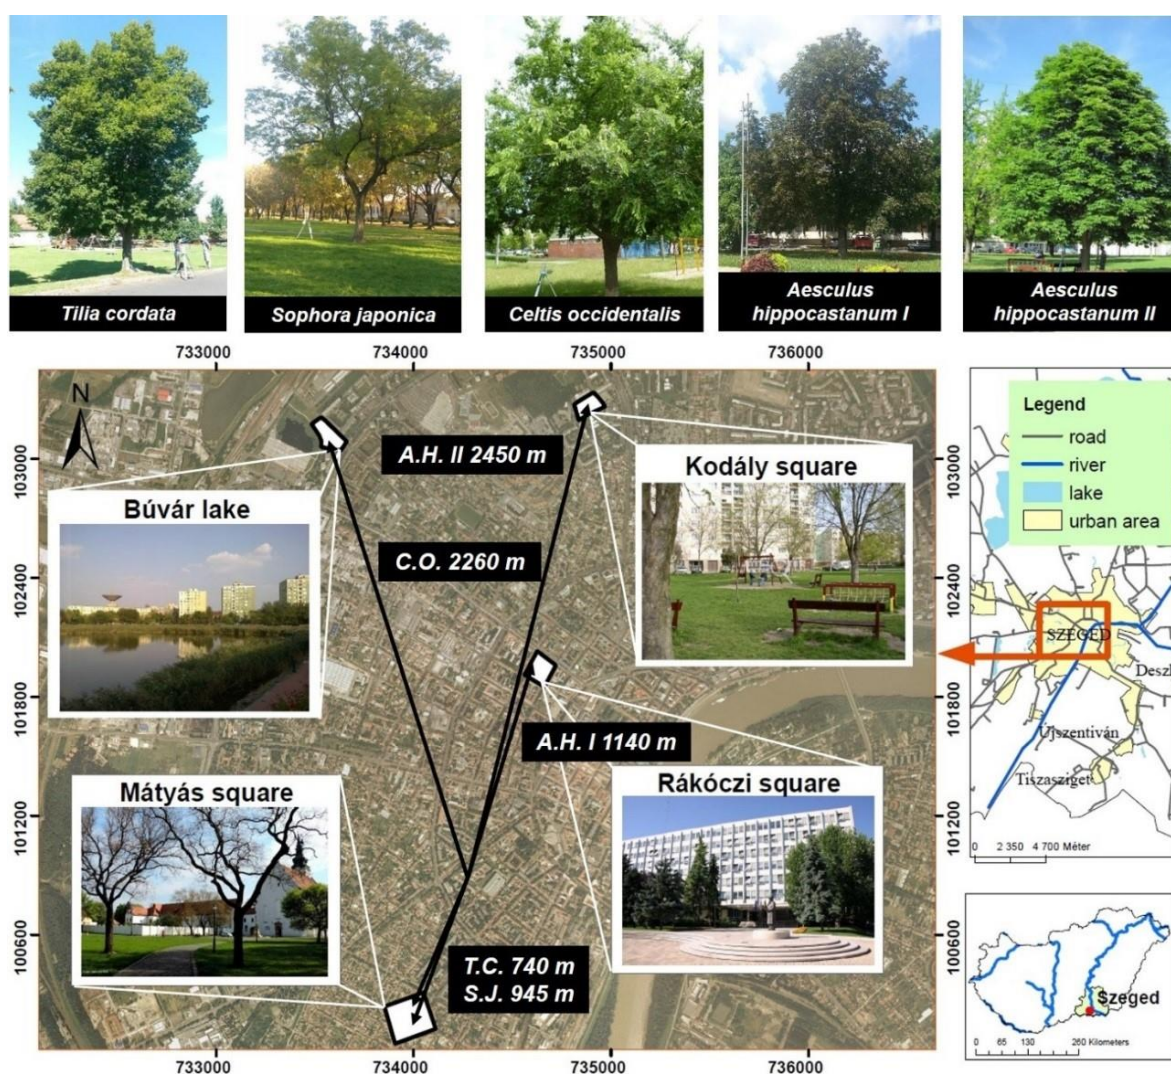 Tilia cordata
Sophora japonica
Celtis occidentalis
Aesculus
hippocastanum I
Aesculus
hippocastanum II
733000
734000
735000
736000
N
A.H. II 2450 m
Kodály square
Búvár lake
C.O. 2260 m
A.H. I 1140 m
Mátyás square
Rákóczi square
T.C. 740 m
S.J. 945 m
103000
102400
101800
101200
100600
103000
102400
101800
101200
100600
733000
734000
735000
736000
Legend
road
river
lake
urban area
SZEGED
Deszk
Újszentiván
Tiszasziget
0 2 350 4 700 Méter
Szeged
0 65 130 260 Kilometers